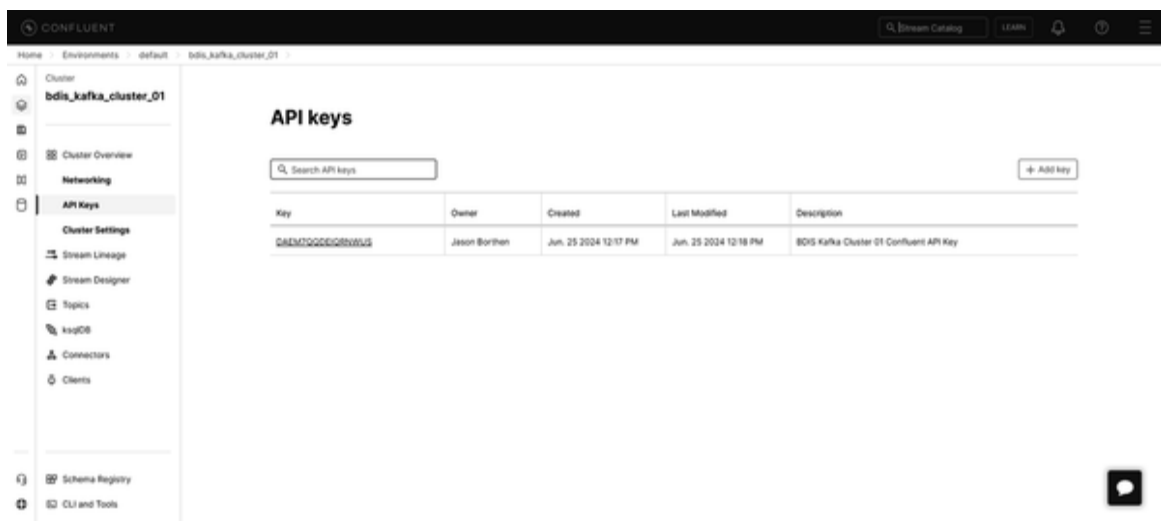 CONFLUENT
Stream Catalog
LEARN
Home > Environments > default > bdis_kafka_cluster_01 >
Cluster
bdis_kafka_cluster_01
Cluster Overview
Networking
API Keys
Cluster Settings
Stream Lineage
Stream Designer
Topics
ksqlDB
Connectors
Clients
Schema Registry
CLI and Tools
API keys
Search API keys
+ Add key
Key Owner Created Last Modified Description
Jason Borthen Jun. 25 2024 12:17 PM Jun. 25 2024 12:18 PM BDIS Kafka Cluster 01 Confluent API Key